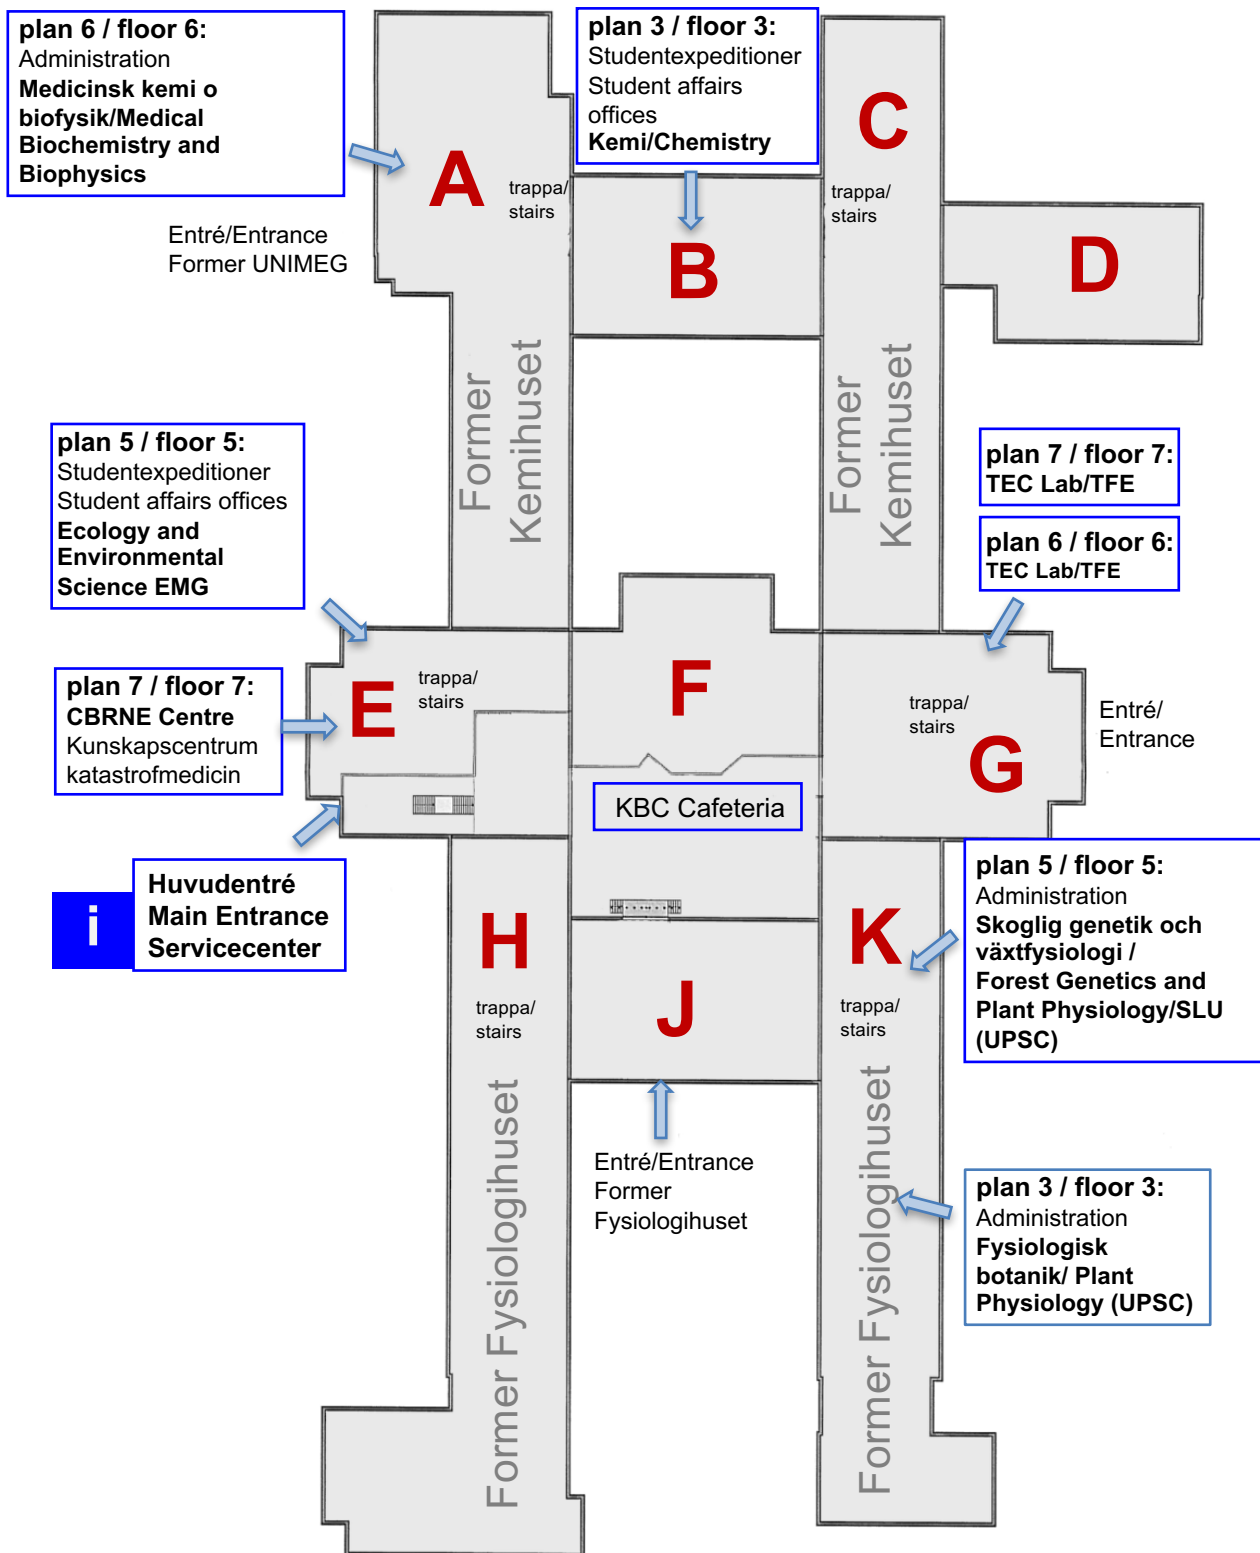 plan 6 / floor 6:
Administration
Medicinsk kemi o
biofysik/Medical
Biochemistry and
Biophysics
plan 3 / floor 3:
Studentexpeditioner
Student affairs
offices
Kemi/Chemistry
C
A
trappa/
stairs
trappa/
stairs
B
D
Entré/Entrance
Former UNIMEG
Former
Kemihuset
Former
Kemihuset
plan 5 / floor 5:
Studentexpeditioner
Student affairs offices
Ecology and
Environmental
Science EMG
plan 7 / floor 7:
TEC Lab/TFE
plan 6 / floor 6:
TEC Lab/TFE
plan 7 / floor 7:
CBRNE Centre
Kunskapscentrum
katastrofmedicin
E
trappa/
stairs
F
trappa/
stairs
G
Entré/
Entrance
KBC Cafeteria
i
Huvudentré
Main Entrance
Servicecenter
H
trappa/
stairs
J
K
trappa/
stairs
plan 5 / floor 5:
Administration
Skoglig genetik och
växtfysiologi /
Forest Genetics and
Plant Physiology/SLU
(UPSC)
Former Fysiologihuset
Entré/Entrance
Former
Fysiologihuset
Former Fysiologihuset
plan 3 / floor 3:
Administration
Fysiologisk
botanik/ Plant
Physiology (UPSC)